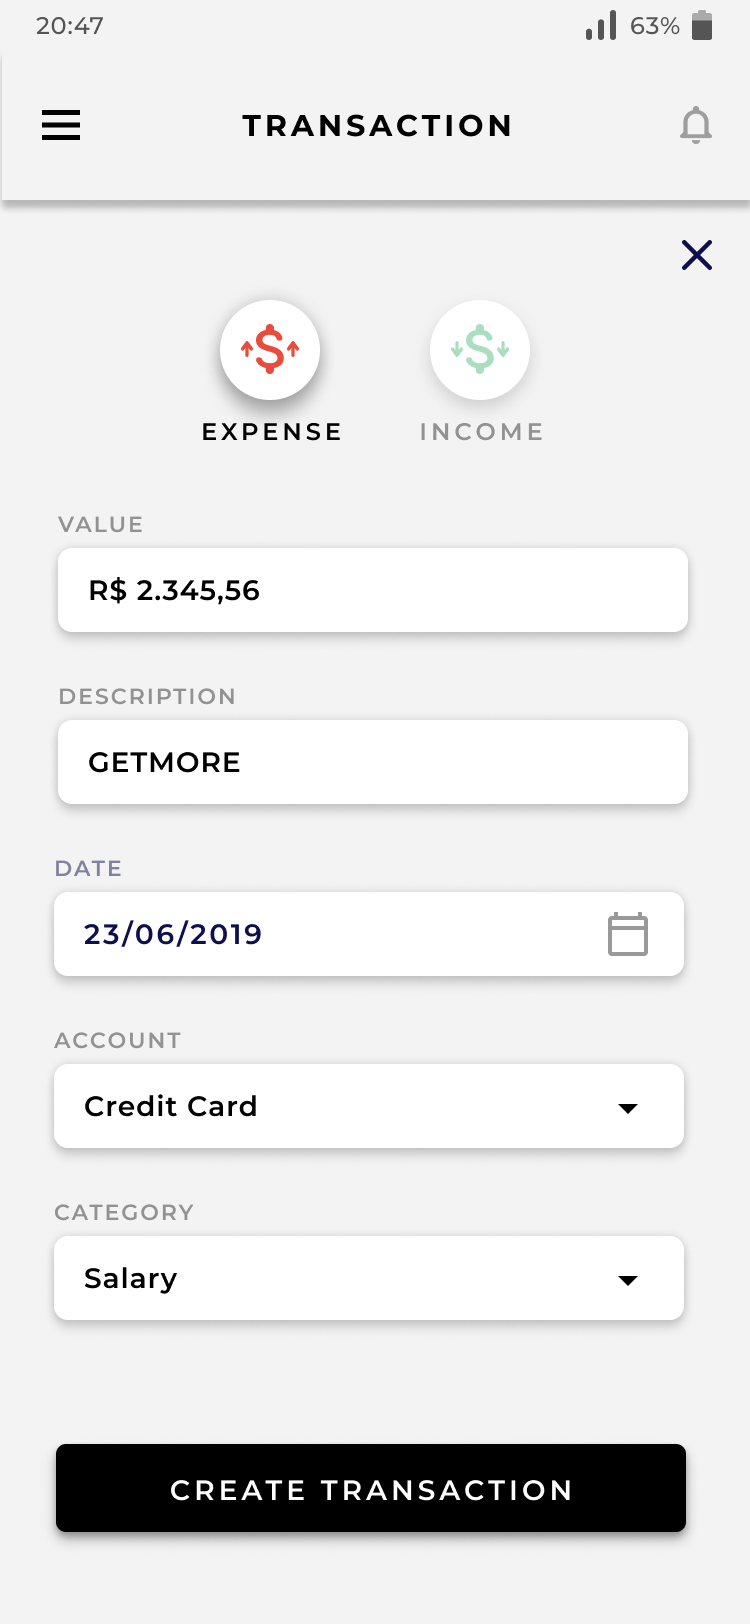 20:47 63%
TRANSACTION
EXPENSE INCOME
VALUE
R$ 2.345,56
DESCRIPTION
GETMORE
DATE
23/06/2019
ACCOUNT
Credit Card
CATEGORY
Salary
CREATE TRANSACTION